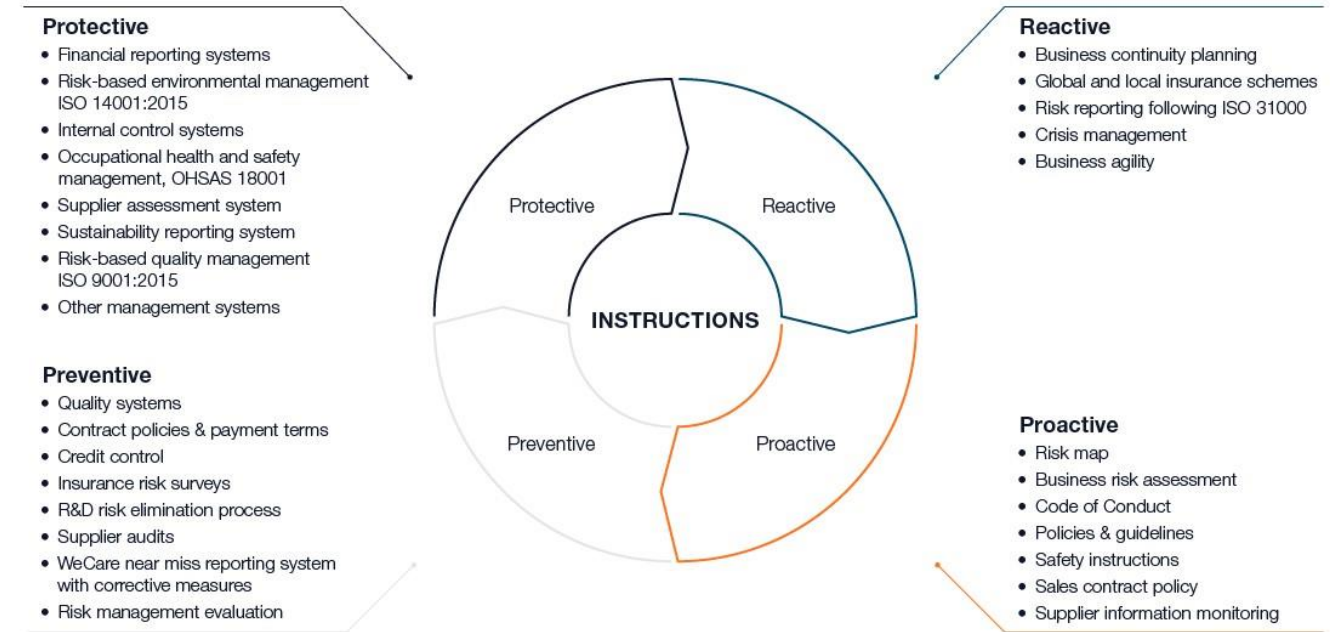 Protective
• Financial reporting systems
• Risk-based environmental management
ISO 14001:2015
• Internal control systems
• Occupational health and safety
management, OHSAS 18001
• Supplier assessment system
• Sustainability reporting system
• Risk-based quality management
ISO 9001:2015
• Other management systems
Preventive
• Quality systems
• Contract policies & payment terms
• Credit control
• Insurance risk surveys
• R&D risk elimination process
• Supplier audits
• WeCare near miss reporting system
with corrective measures
• Risk management evaluation
Protective
Reactive
INSTRUCTIONS
Preventive
Proactive
Reactive
• Business continuity planning
• Global and local insurance schemes
• Risk reporting following ISO 31000
• Crisis management
• Business agility
Proactive
• Risk map
• Business risk assessment
• Code of Conduct
• Policies & guidelines
• Safety instructions
• Sales contract policy
• Supplier information monitoring